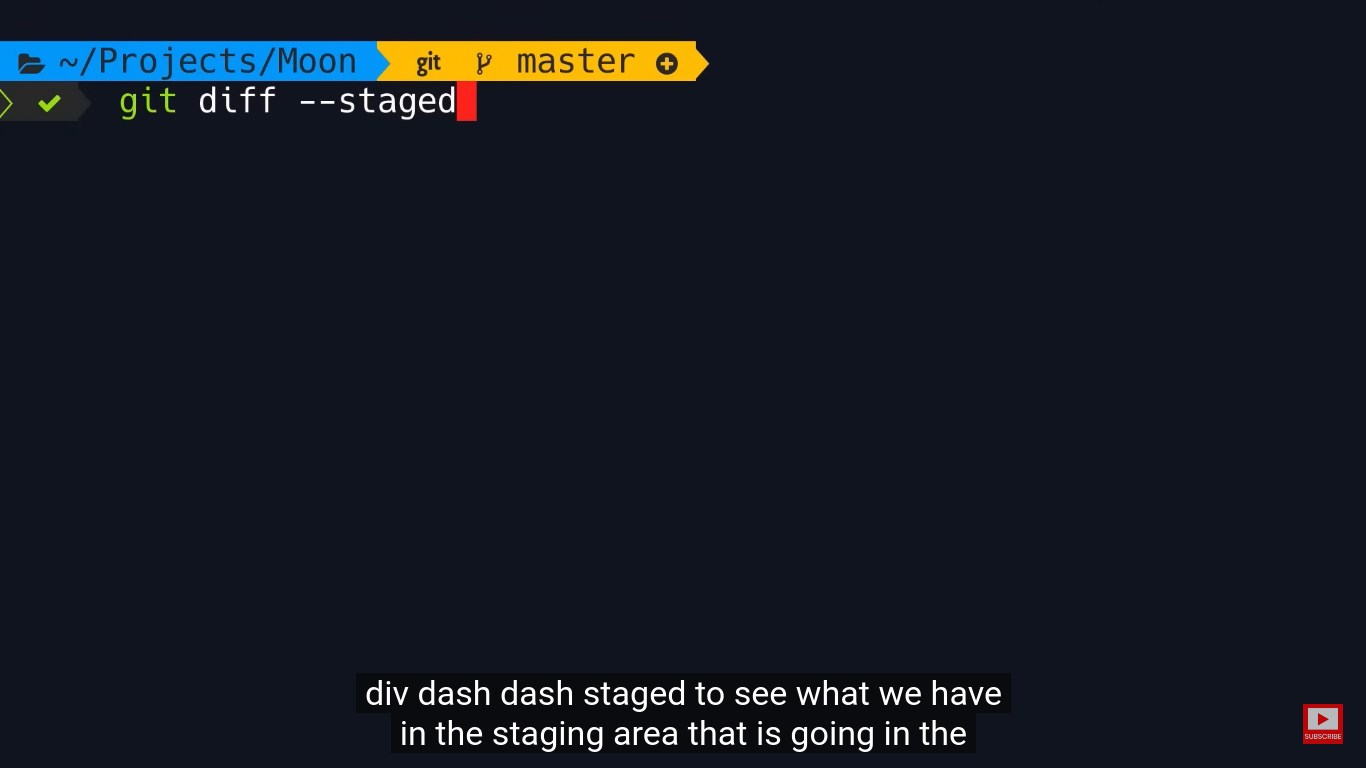 ~/Projects/Moon git master
git diff --staged
div dash dash staged to see what we have
in the staging area that is going in the
SUBSCRIBE